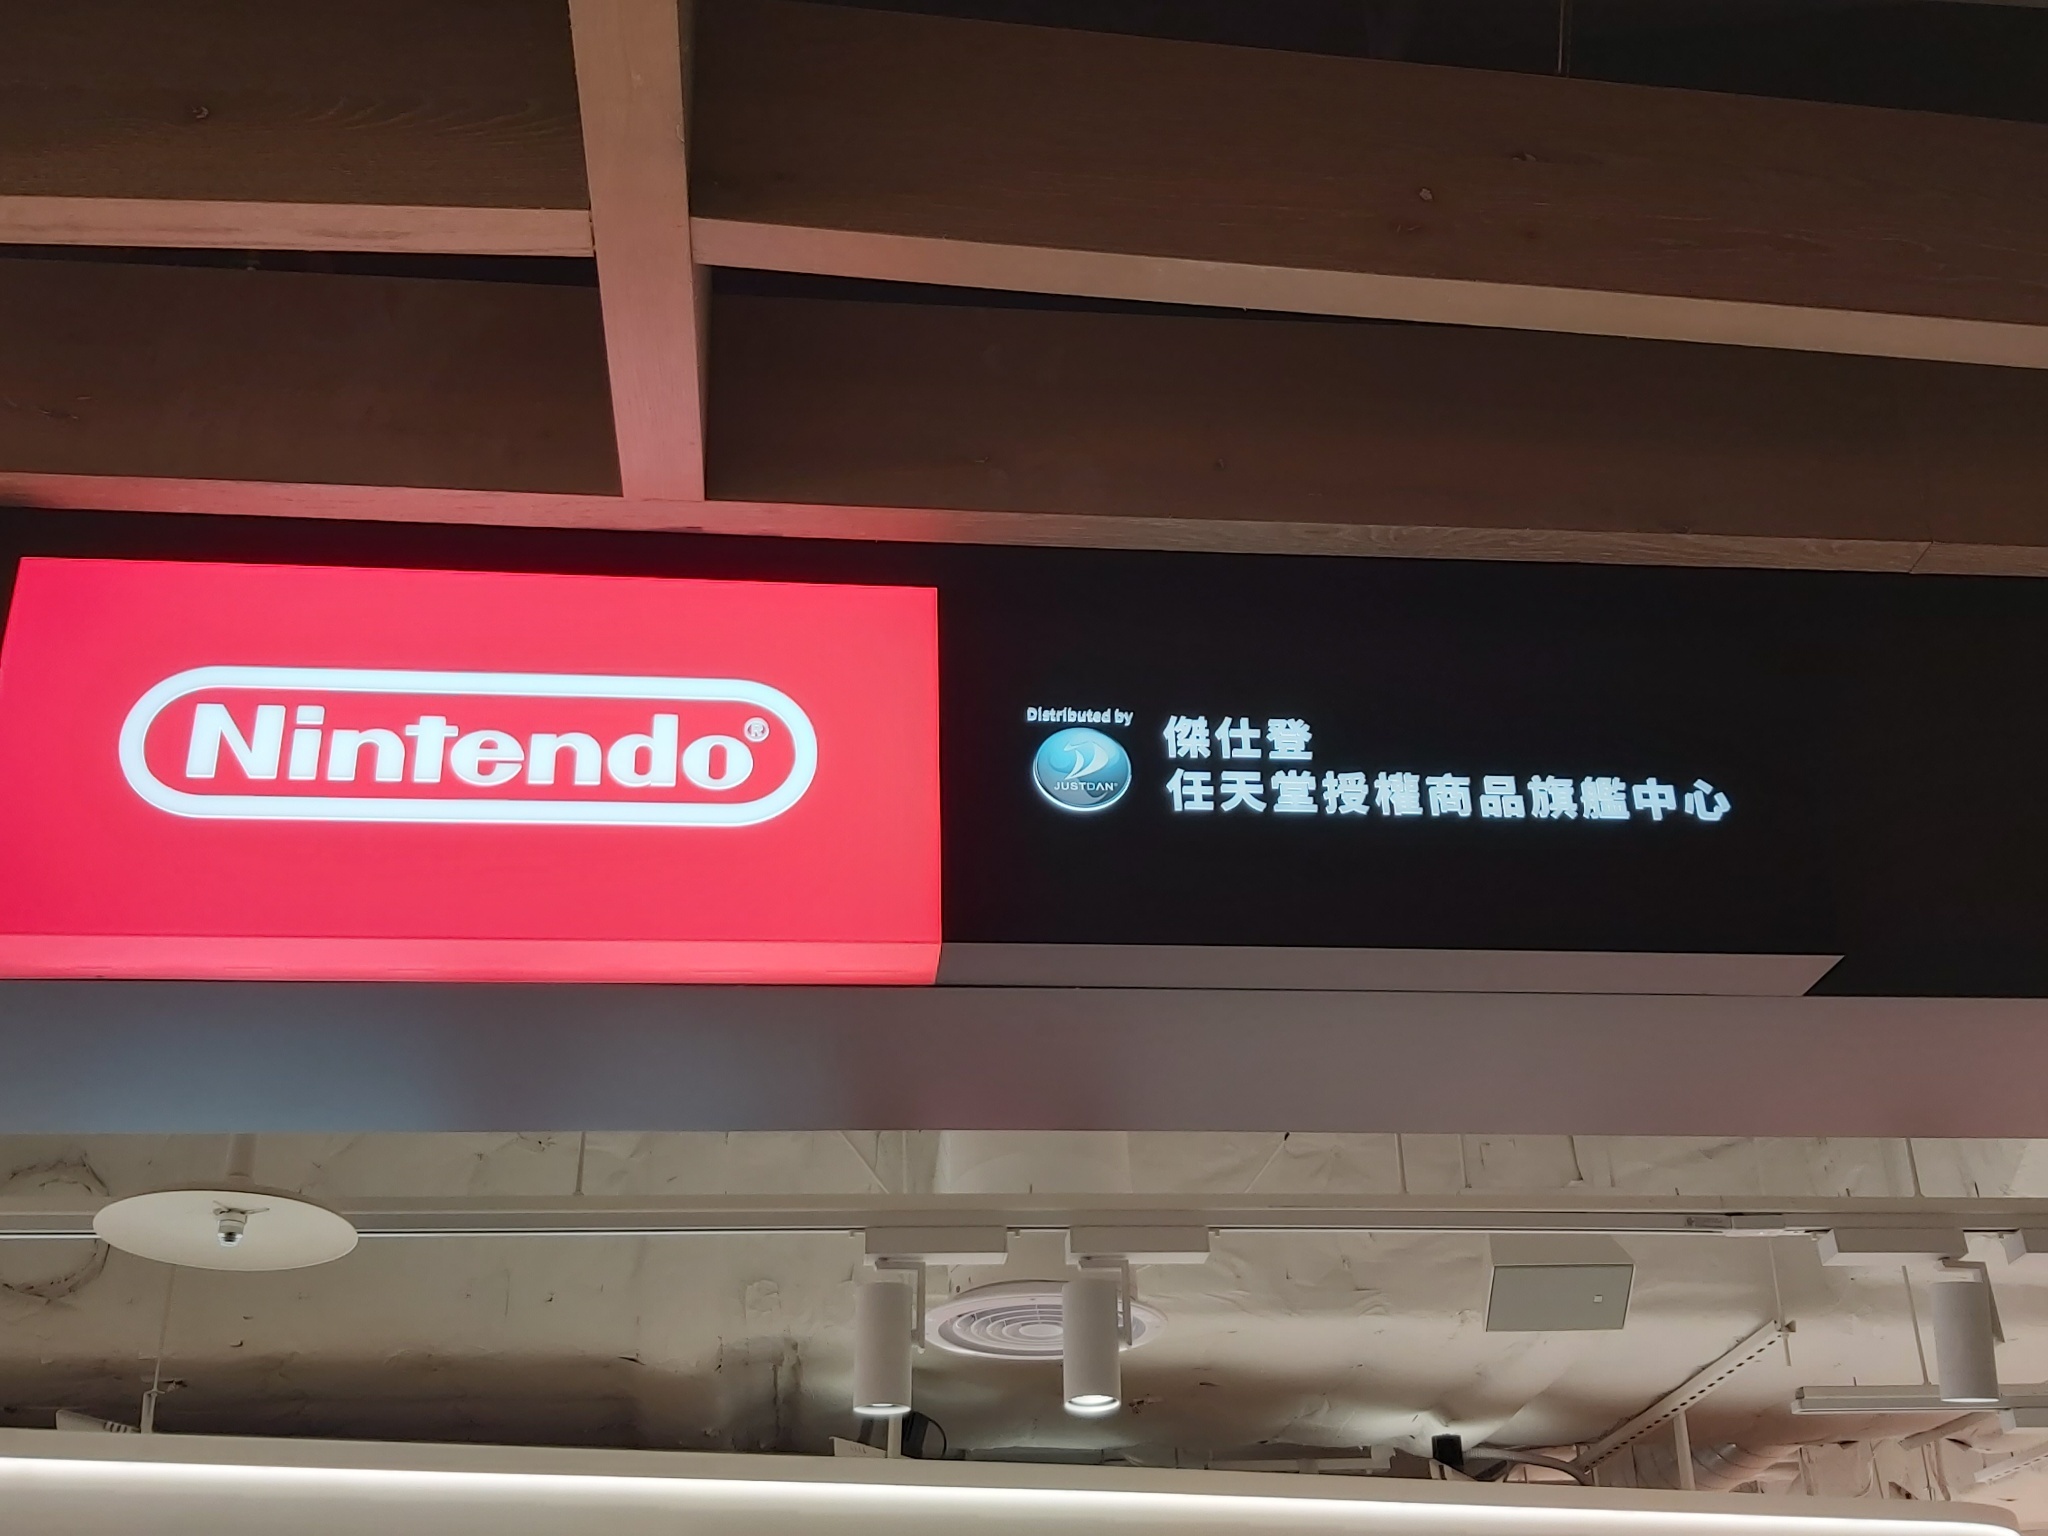 Nintendo®
Distributed by
JUSTDAN®
傑仕登
任天堂授權商品旗艦中心